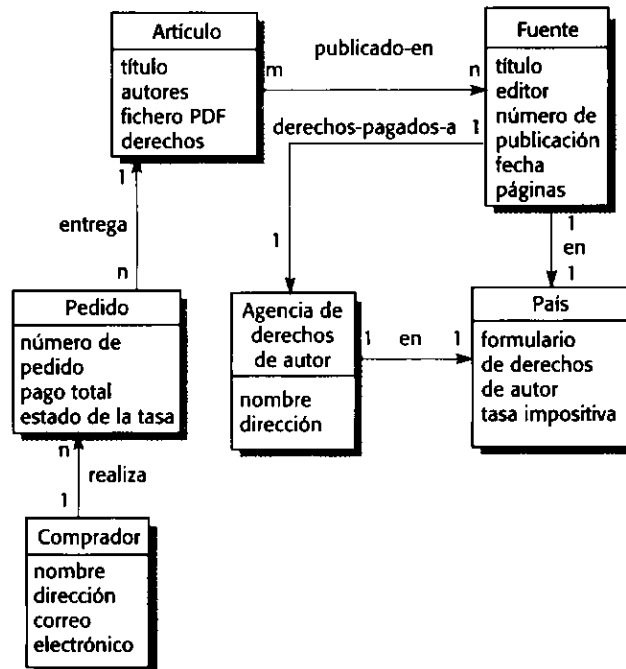 Artículo
título
autores
fichero PDF
derechos
publicado-en
m
n
Fuente
título
editor
número de
publicación
fecha
páginas
derechos-pagados-a
1
1
1
entrega
n
1
en
1
Pedido
número de
pedido
pago total
estado de la tasa
Agencia de
derechos
de autor
nombre
dirección
1
en
1
País
formulario
de derechos
de autor
tasa impositiva
n
realiza
1
Comprador
nombre
dirección
correo
electrónico